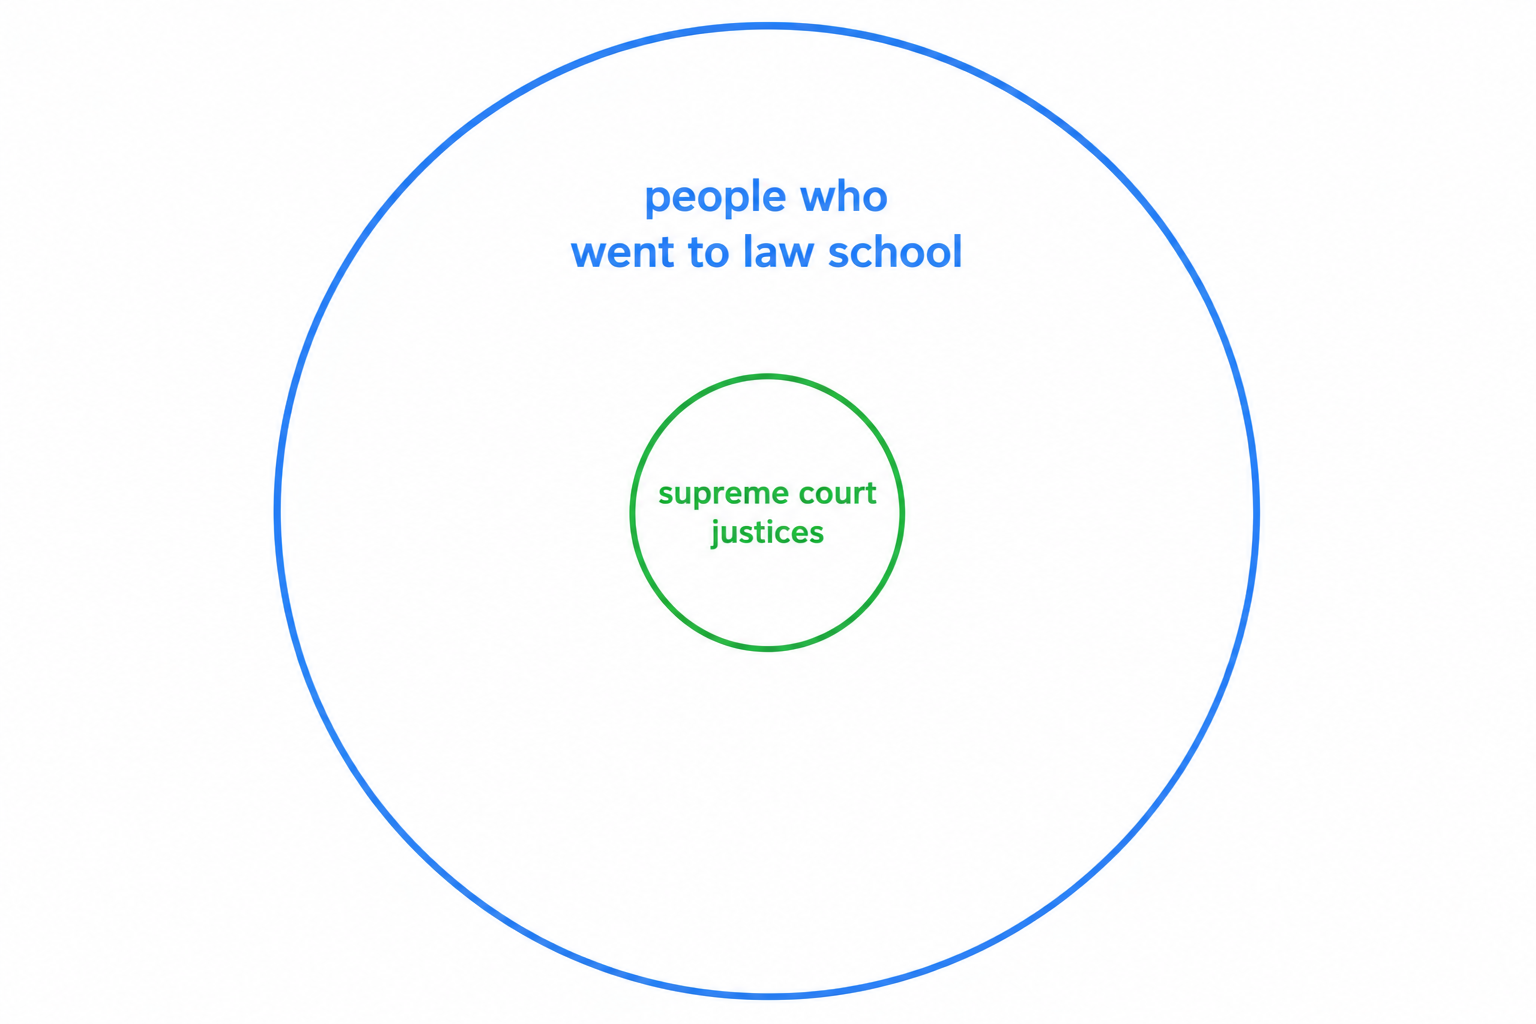 people who
went to law school
supreme court
justices